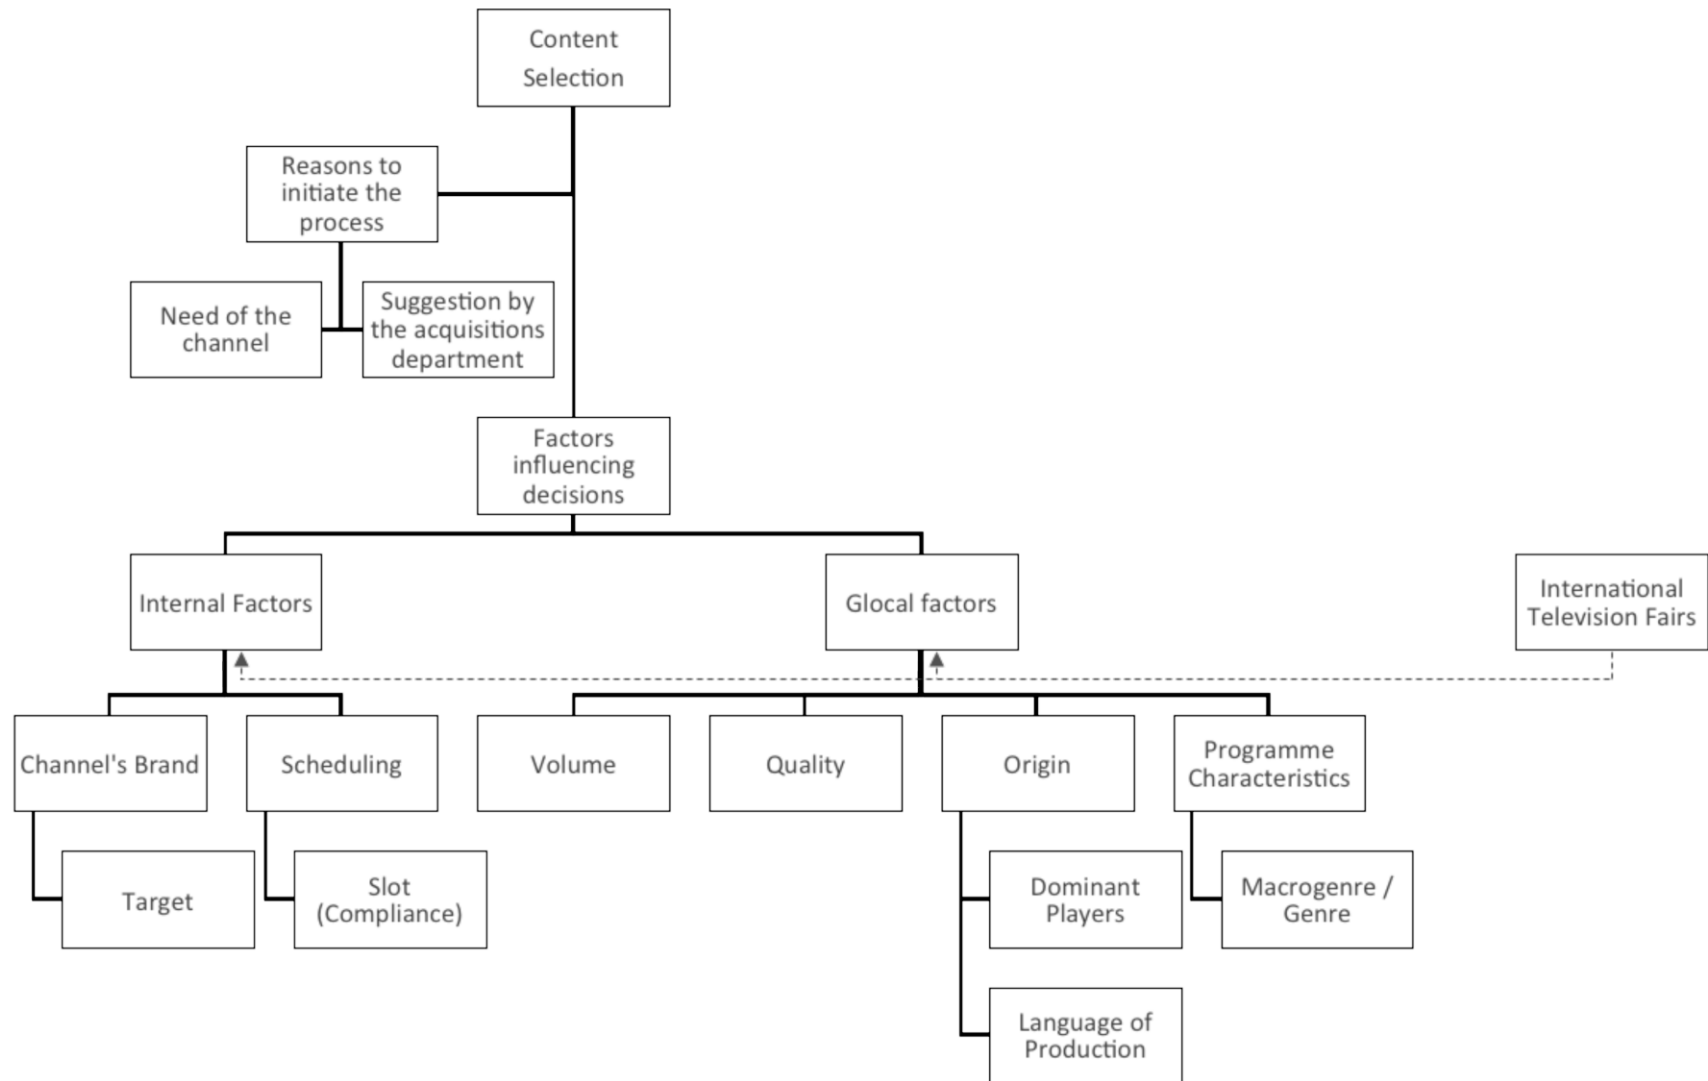 Content
Selection
Reasons to
initiate the
process
Need of the
channel
Suggestion by
the acquisitions
department
Factors
influencing
decisions
Internal Factors
Glocal factors
International
Television Fairs
Channel's Brand
Scheduling
Volume
Quality
Origin
Programme
Characteristics
Target
Slot
(Compliance)
Dominant
Players
Macrogenre /
Genre
Language of
Production